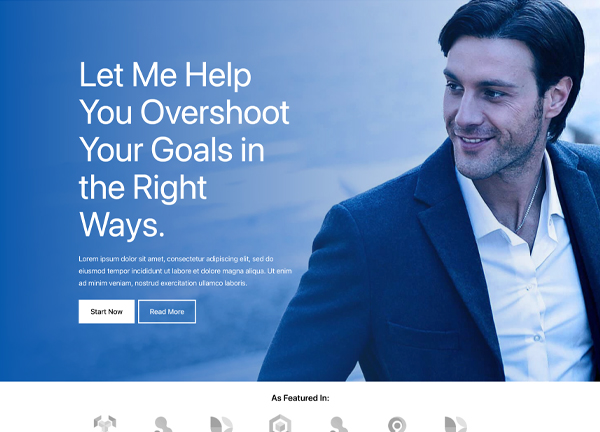 Let Me Help
You Overshoot
Your Goals in
the Right
Ways.
Lorem ipsum dolor sit amet, consectetur adipiscing elit, sed do
eiusmod tempor incididunt ut labore et dolore magna aliqua. Ut enim
ad minim veniam, nostrud exercitation ullamco laboris.
Start Now
Read More
As Featured In: